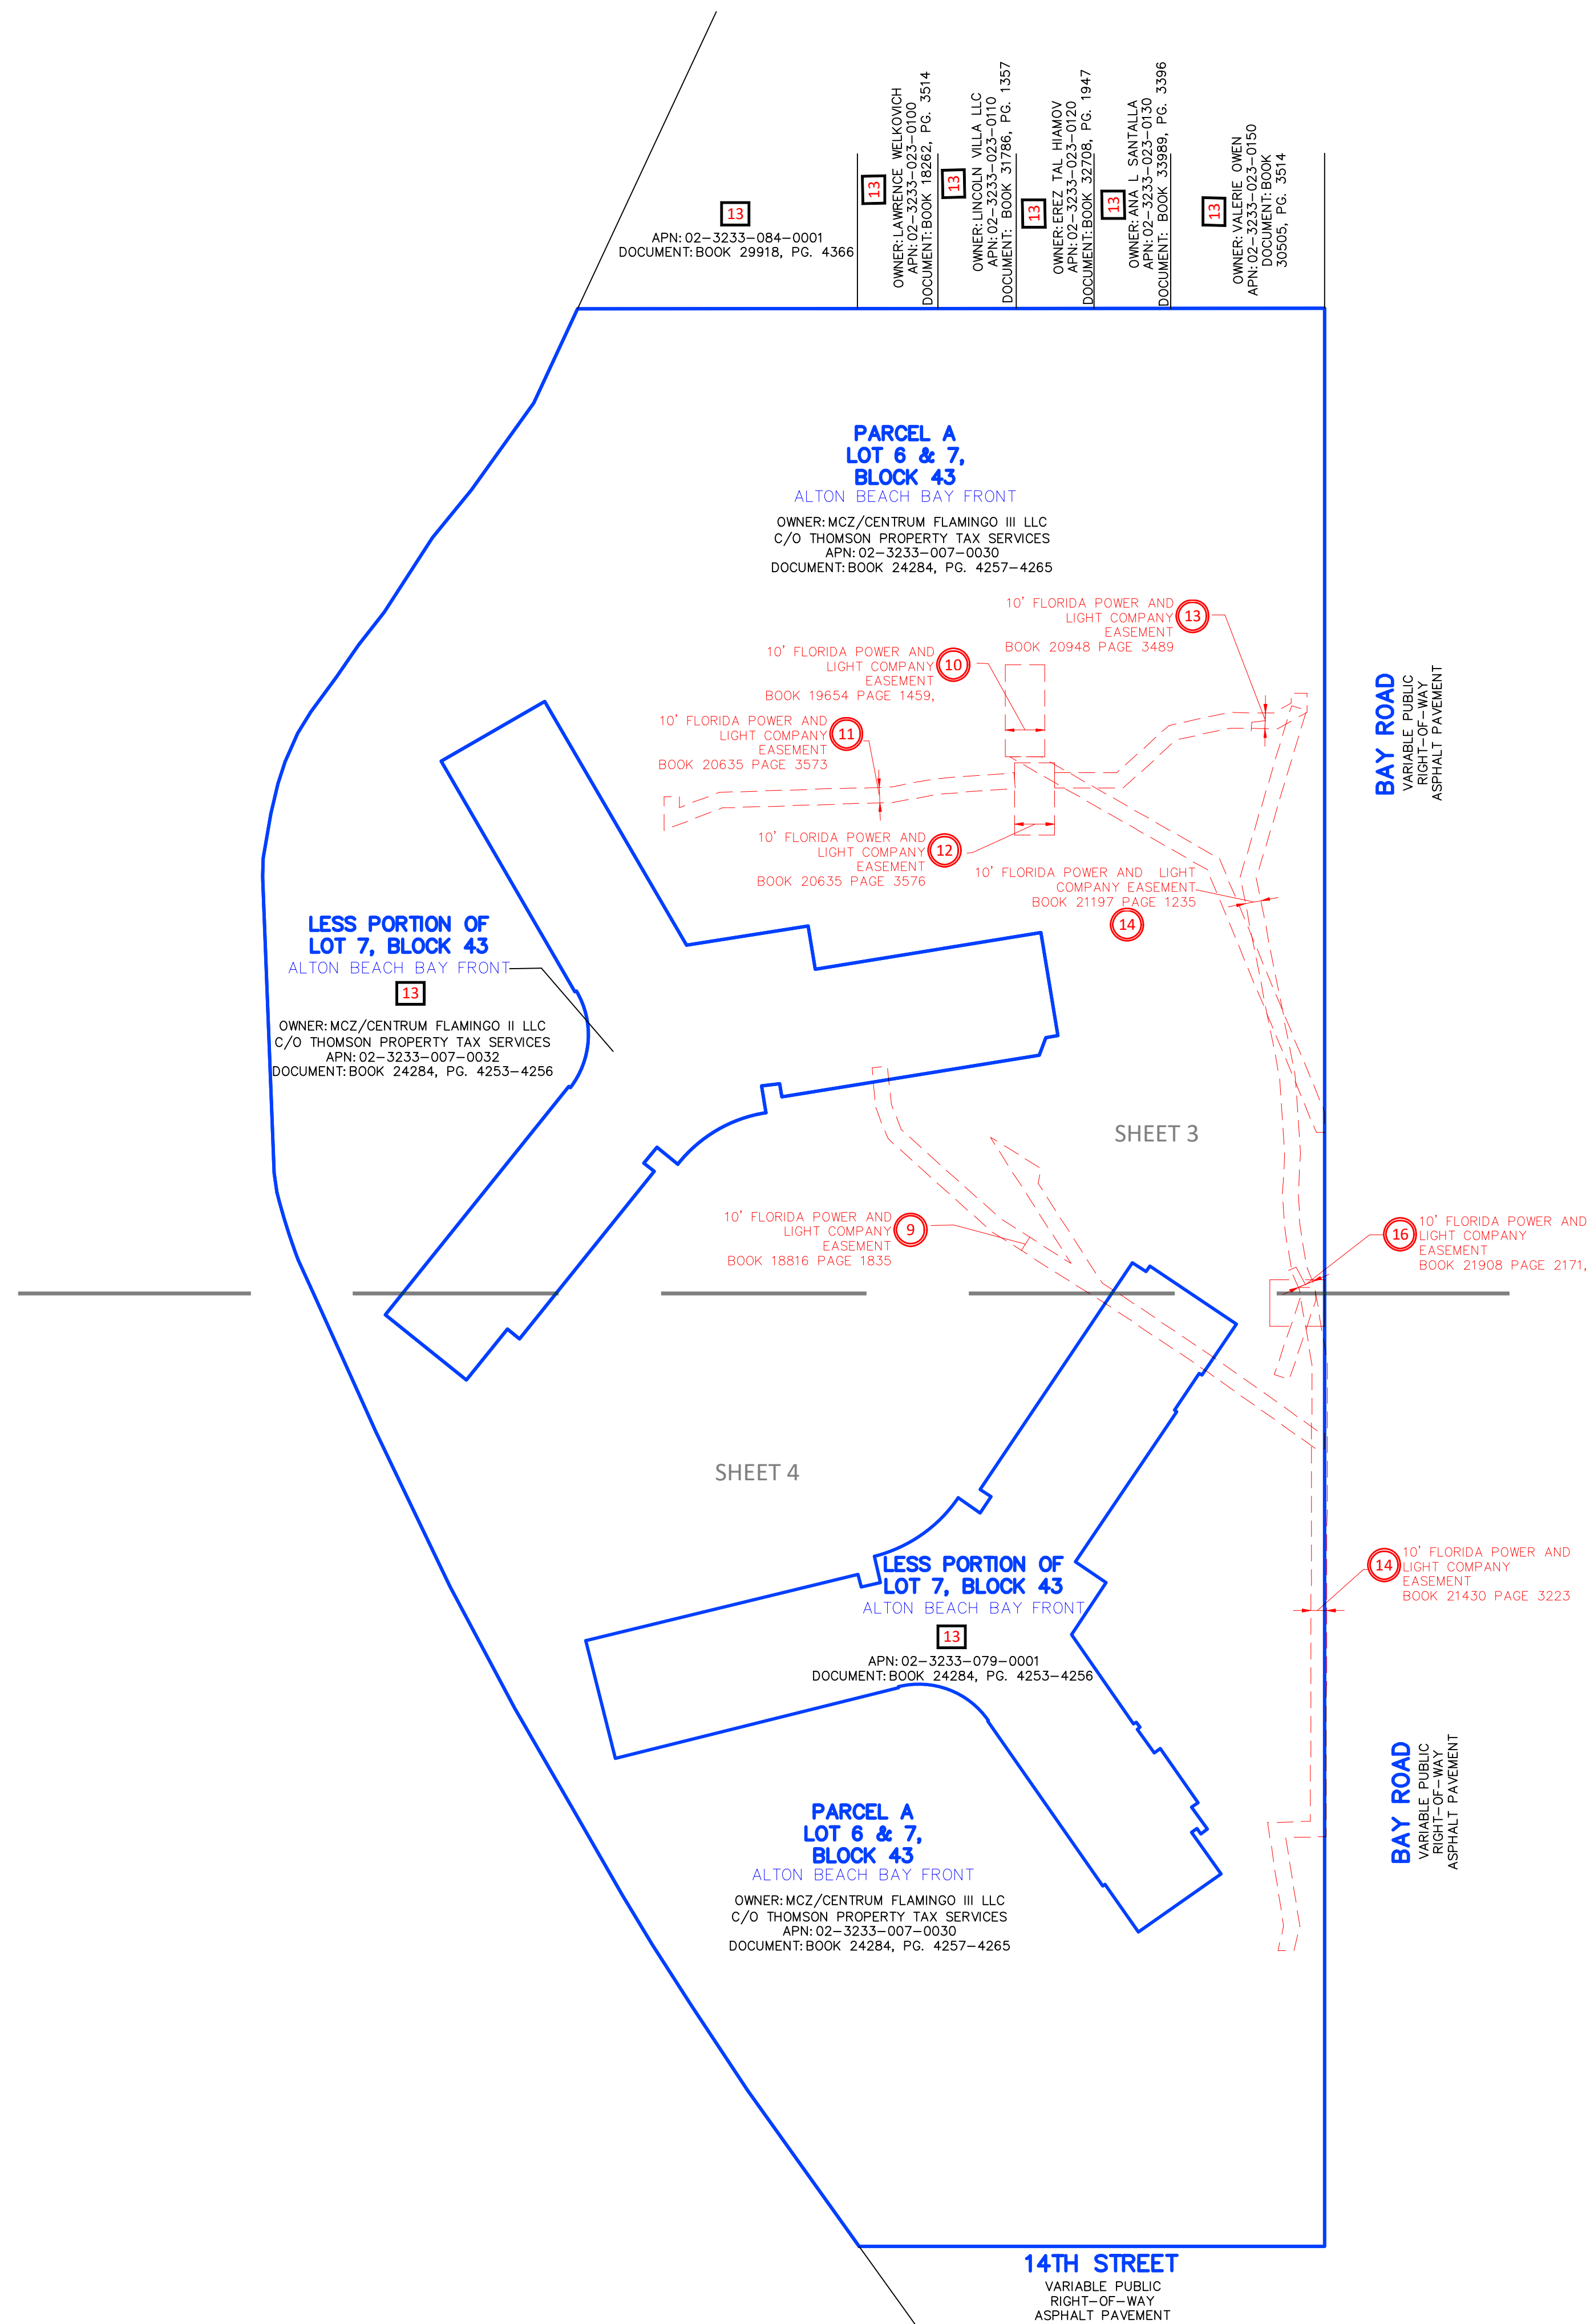 13
APN: 02-3233-084-0001
DOCUMENT: BOOK 29918, PG. 4366
13
OWNER: LAWRENCE WELKOVICH
APN: 02-3233-023-0100
DOCUMENT: BOOK 18262, PG. 3514
13
OWNER: LINCOLN VILLA LLC
APN: 02-3233-023-0110
DOCUMENT: BOOK 31786, PG. 1357
13
OWNER: EREZ TAL HIAMOV
APN: 02-3233-023-0120
DOCUMENT: BOOK 32708, PG. 1947
13
OWNER: ANA L SANTALLA
APN: 02-3233-023-0130
DOCUMENT: BOOK 33989, PG. 3396
13
OWNER: VALERIE OWEN
APN: 02-3233-023-0150
DOCUMENT: BOOK
30505, PG. 3514
PARCEL A
LOT 6 & 7,
BLOCK 43
ALTON BEACH BAY FRONT
OWNER: MCZ/CENTRUM FLAMINGO III LLC
C/O THOMSON PROPERTY TAX SERVICES
APN: 02-3233-007-0030
DOCUMENT: BOOK 24284, PG. 4257-4265
10' FLORIDA POWER AND
LIGHT COMPANY
EASEMENT
BOOK 20948 PAGE 3489
13
10' FLORIDA POWER AND
LIGHT COMPANY
EASEMENT
BOOK 19654 PAGE 1459,
10
10' FLORIDA POWER AND
LIGHT COMPANY
EASEMENT
BOOK 20635 PAGE 3573
11
10' FLORIDA POWER AND
LIGHT COMPANY
EASEMENT
BOOK 20635 PAGE 3576
12
10' FLORIDA POWER AND LIGHT
COMPANY EASEMENT
BOOK 21197 PAGE 1235
14
BAY ROAD
VARIABLE PUBLIC
RIGHT-OF-WAY
ASPHALT PAVEMENT
LESS PORTION OF
LOT 7, BLOCK 43
ALTON BEACH BAY FRONT
13
OWNER: MCZ/CENTRUM FLAMINGO II LLC
C/O THOMSON PROPERTY TAX SERVICES
APN: 02-3233-007-0032
DOCUMENT: BOOK 24284, PG. 4253-4256
SHEET 3
10' FLORIDA POWER AND
LIGHT COMPANY
EASEMENT
BOOK 18816 PAGE 1835
9
16
10' FLORIDA POWER AND
LIGHT COMPANY
EASEMENT
BOOK 21908 PAGE 2171,
SHEET 4
LESS PORTION OF
LOT 7, BLOCK 43
ALTON BEACH BAY FRONT
13
APN: 02-3233-079-0001
DOCUMENT: BOOK 24284, PG. 4253-4256
14
10' FLORIDA POWER AND
LIGHT COMPANY
EASEMENT
BOOK 21430 PAGE 3223
BAY ROAD
VARIABLE PUBLIC
RIGHT-OF-WAY
ASPHALT PAVEMENT
PARCEL A
LOT 6 & 7,
BLOCK 43
ALTON BEACH BAY FRONT
OWNER: MCZ/CENTRUM FLAMINGO III LLC
C/O THOMSON PROPERTY TAX SERVICES
APN: 02-3233-007-0030
DOCUMENT: BOOK 24284, PG. 4257-4265
14TH STREET
VARIABLE PUBLIC
RIGHT-OF-WAY
ASPHALT PAVEMENT